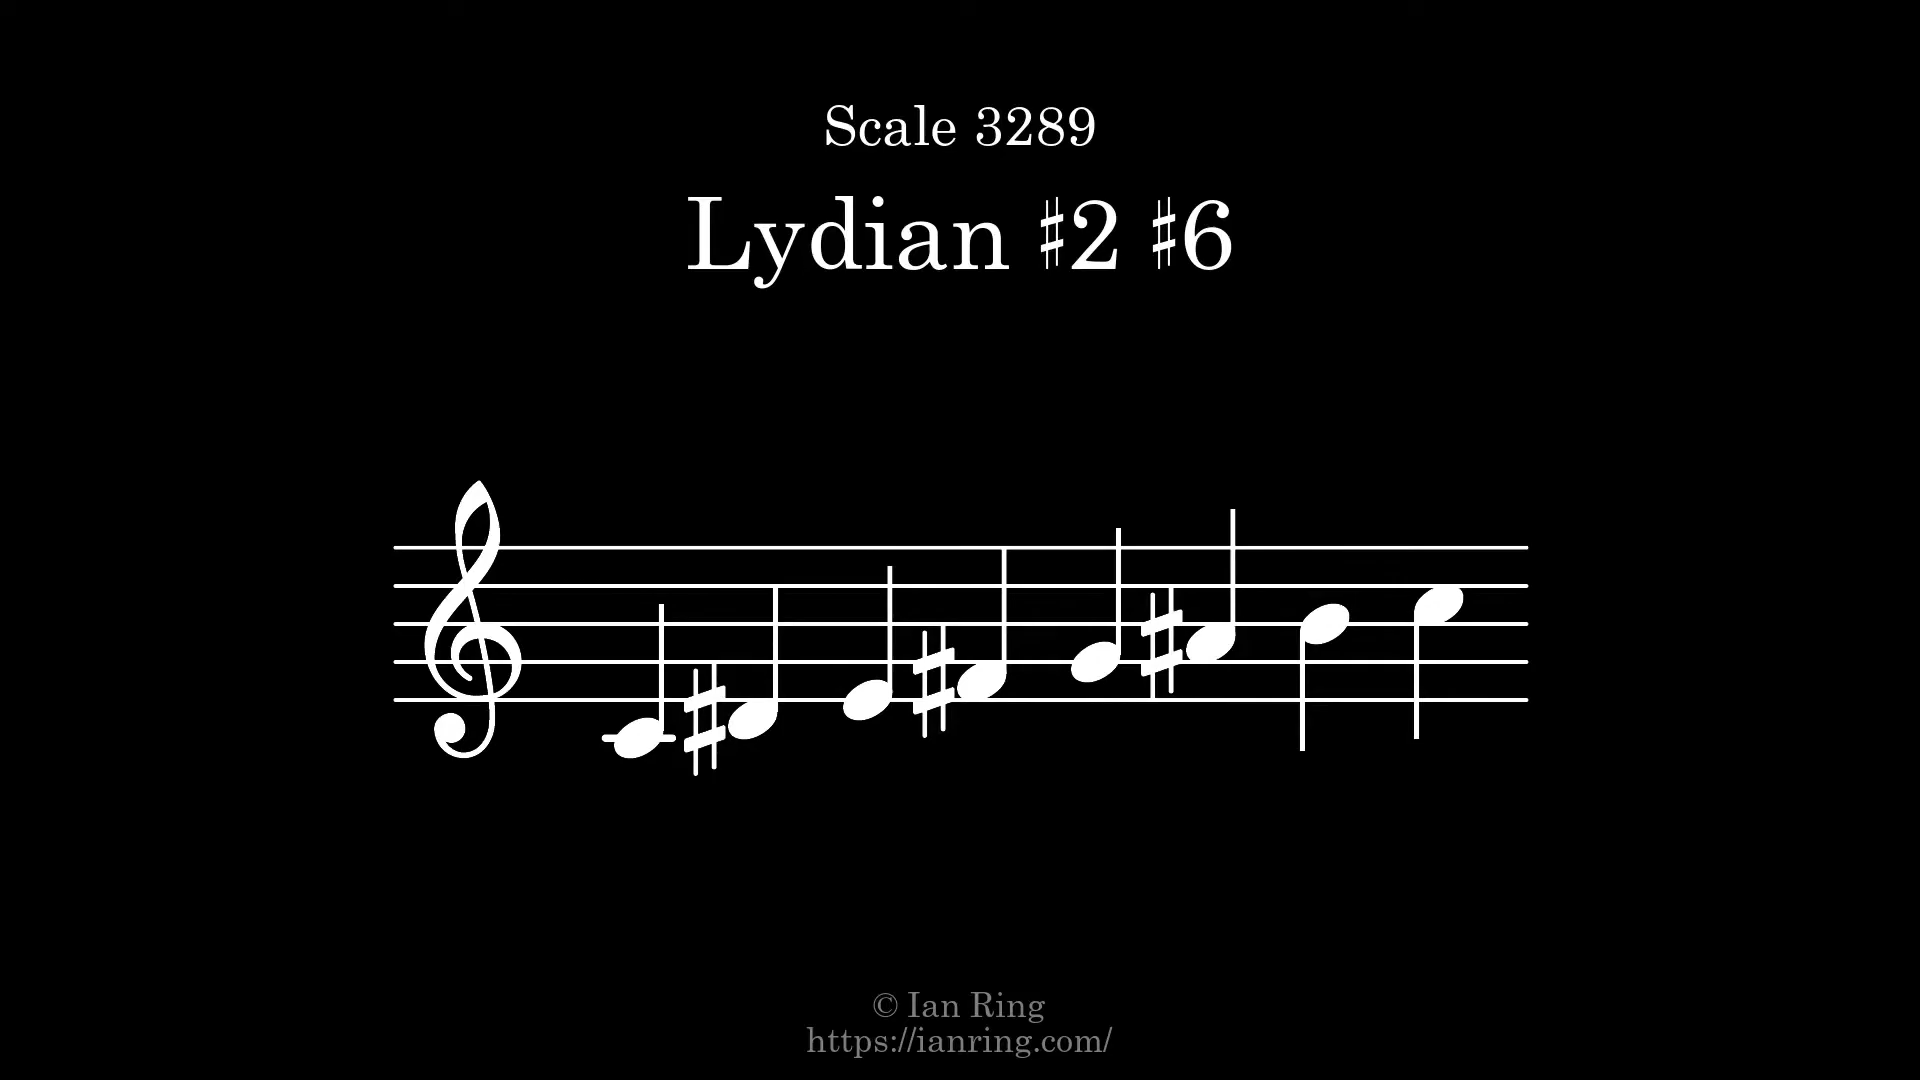 Scale 3289
Lydian ♯2 ♯6
© Ian Ring
https://ianring.com/